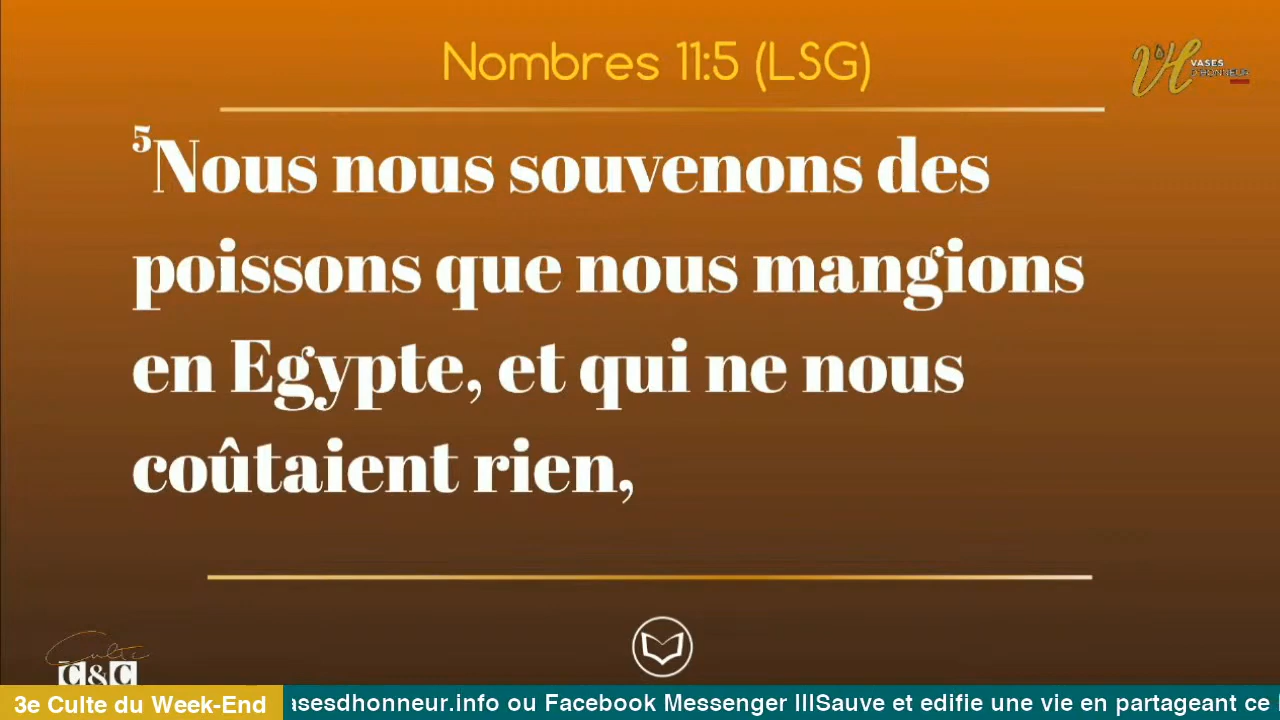 Nombres 11:5 (LSG)
VASES
D'HONNEUR
5Nous nous souvenons des
poissons que nous mangions
en Egypte, et qui ne nous
coûtaient rien,
Culte
C&C
3e Culte du Week-End
asesdhonneur.info ou Facebook Messenger IIISauve et edifie une vie en partageant ce